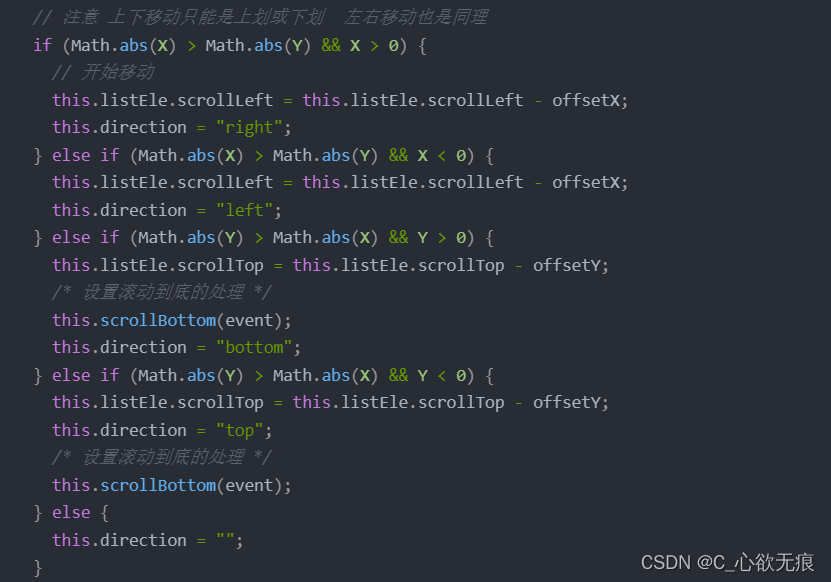 // 注意 上下移动只能是上划或下划 左右移动也是同理
if (Math.abs(X) > Math.abs(Y) && X > 0) {
// 开始移动
this.listEle.scrollLeft = this.listEle.scrollLeft - offsetX;
this.direction = "right";
} else if (Math.abs(X) > Math.abs(Y) && X < 0) {
this.listEle.scrollLeft = this.listEle.scrollLeft - offsetX;
this.direction = "left";
} else if (Math.abs(Y) > Math.abs(X) && Y > 0) {
this.listEle.scrollTop = this.listEle.scrollTop - offsetY;
/* 设置滚动到底的处理 */
this.scrollBottom(event);
this.direction = "bottom";
} else if (Math.abs(Y) > Math.abs(X) && Y < 0) {
this.listEle.scrollTop = this.listEle.scrollTop - offsetY;
this.direction = "top";
/* 设置滚动到底的处理 */
this.scrollBottom(event);
} else {
this.direction = "";
}
CSDN @C_心欲无痕